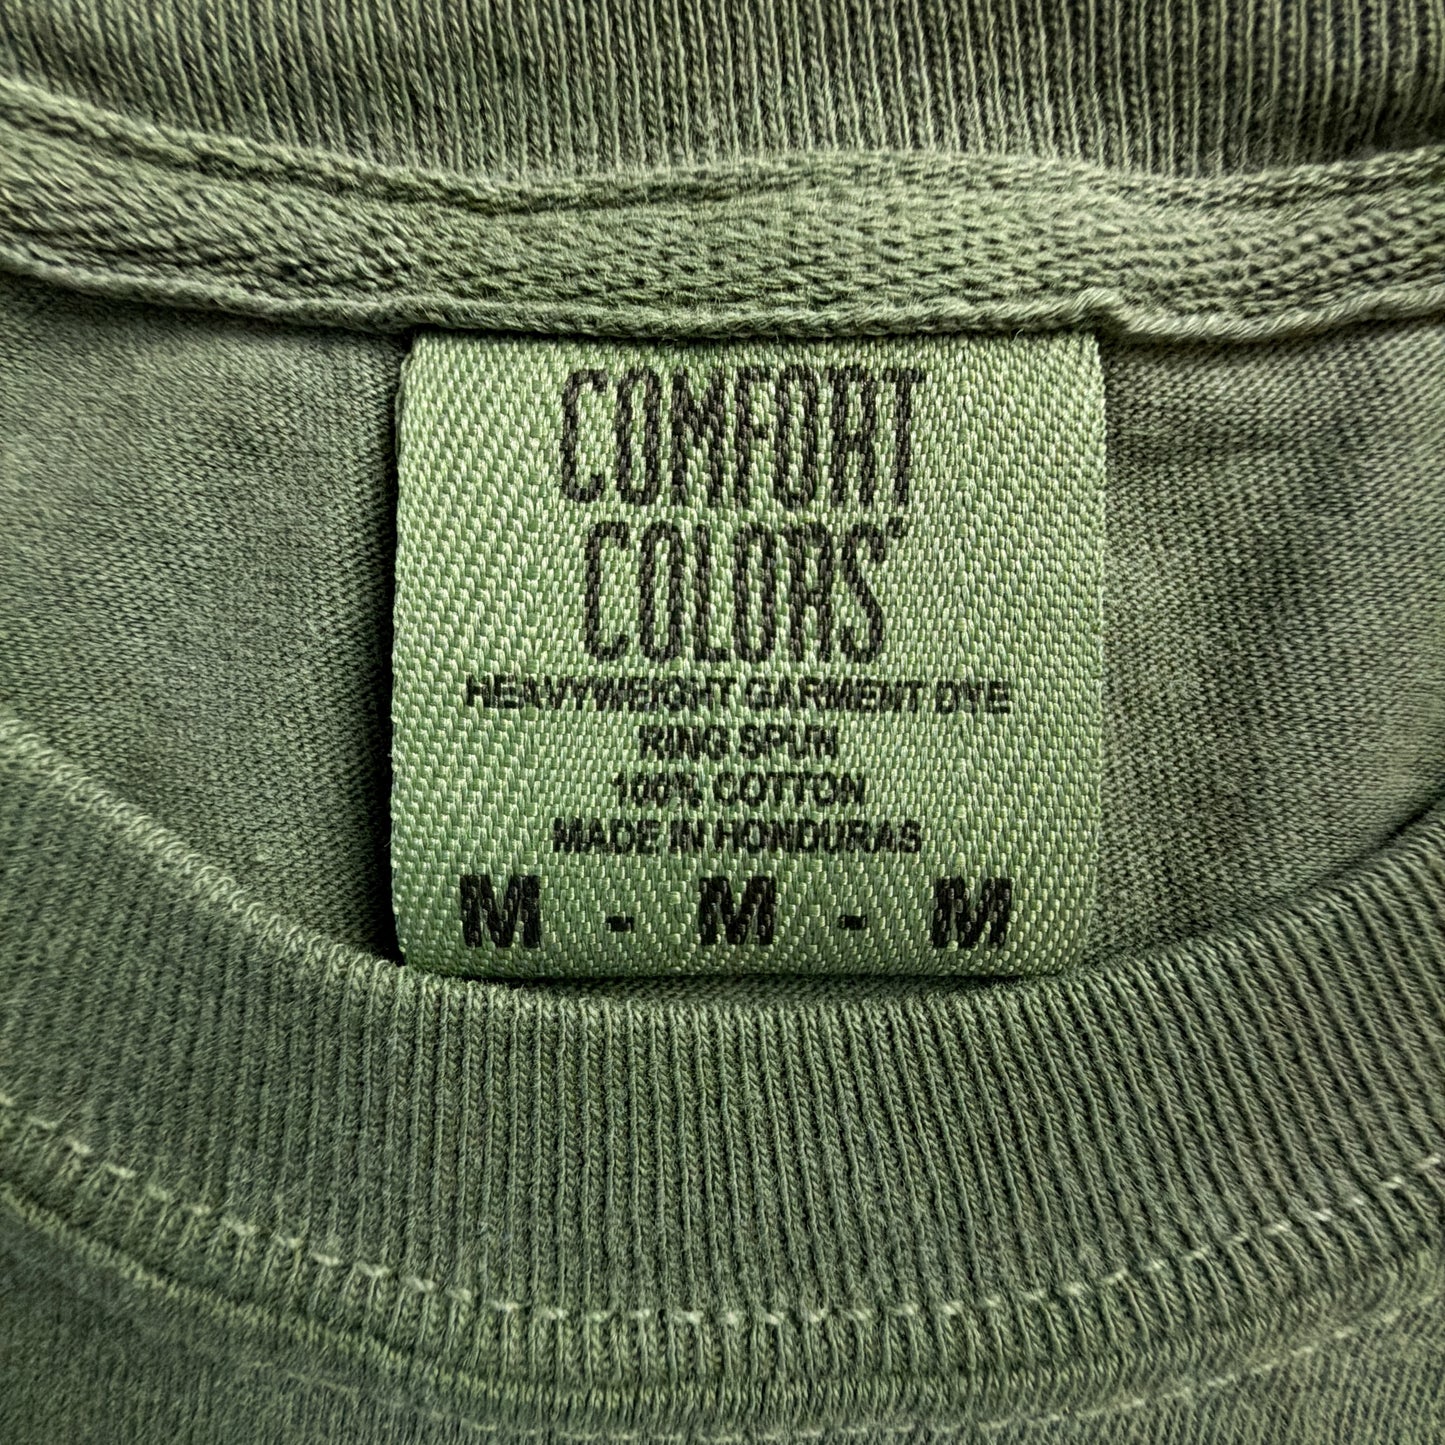 COMFORT
COLORS
HEAVYWEIGHT GARMENT DYE
RING SPUN
100% COTTON
MADE IN HONDURAS
M - M - M